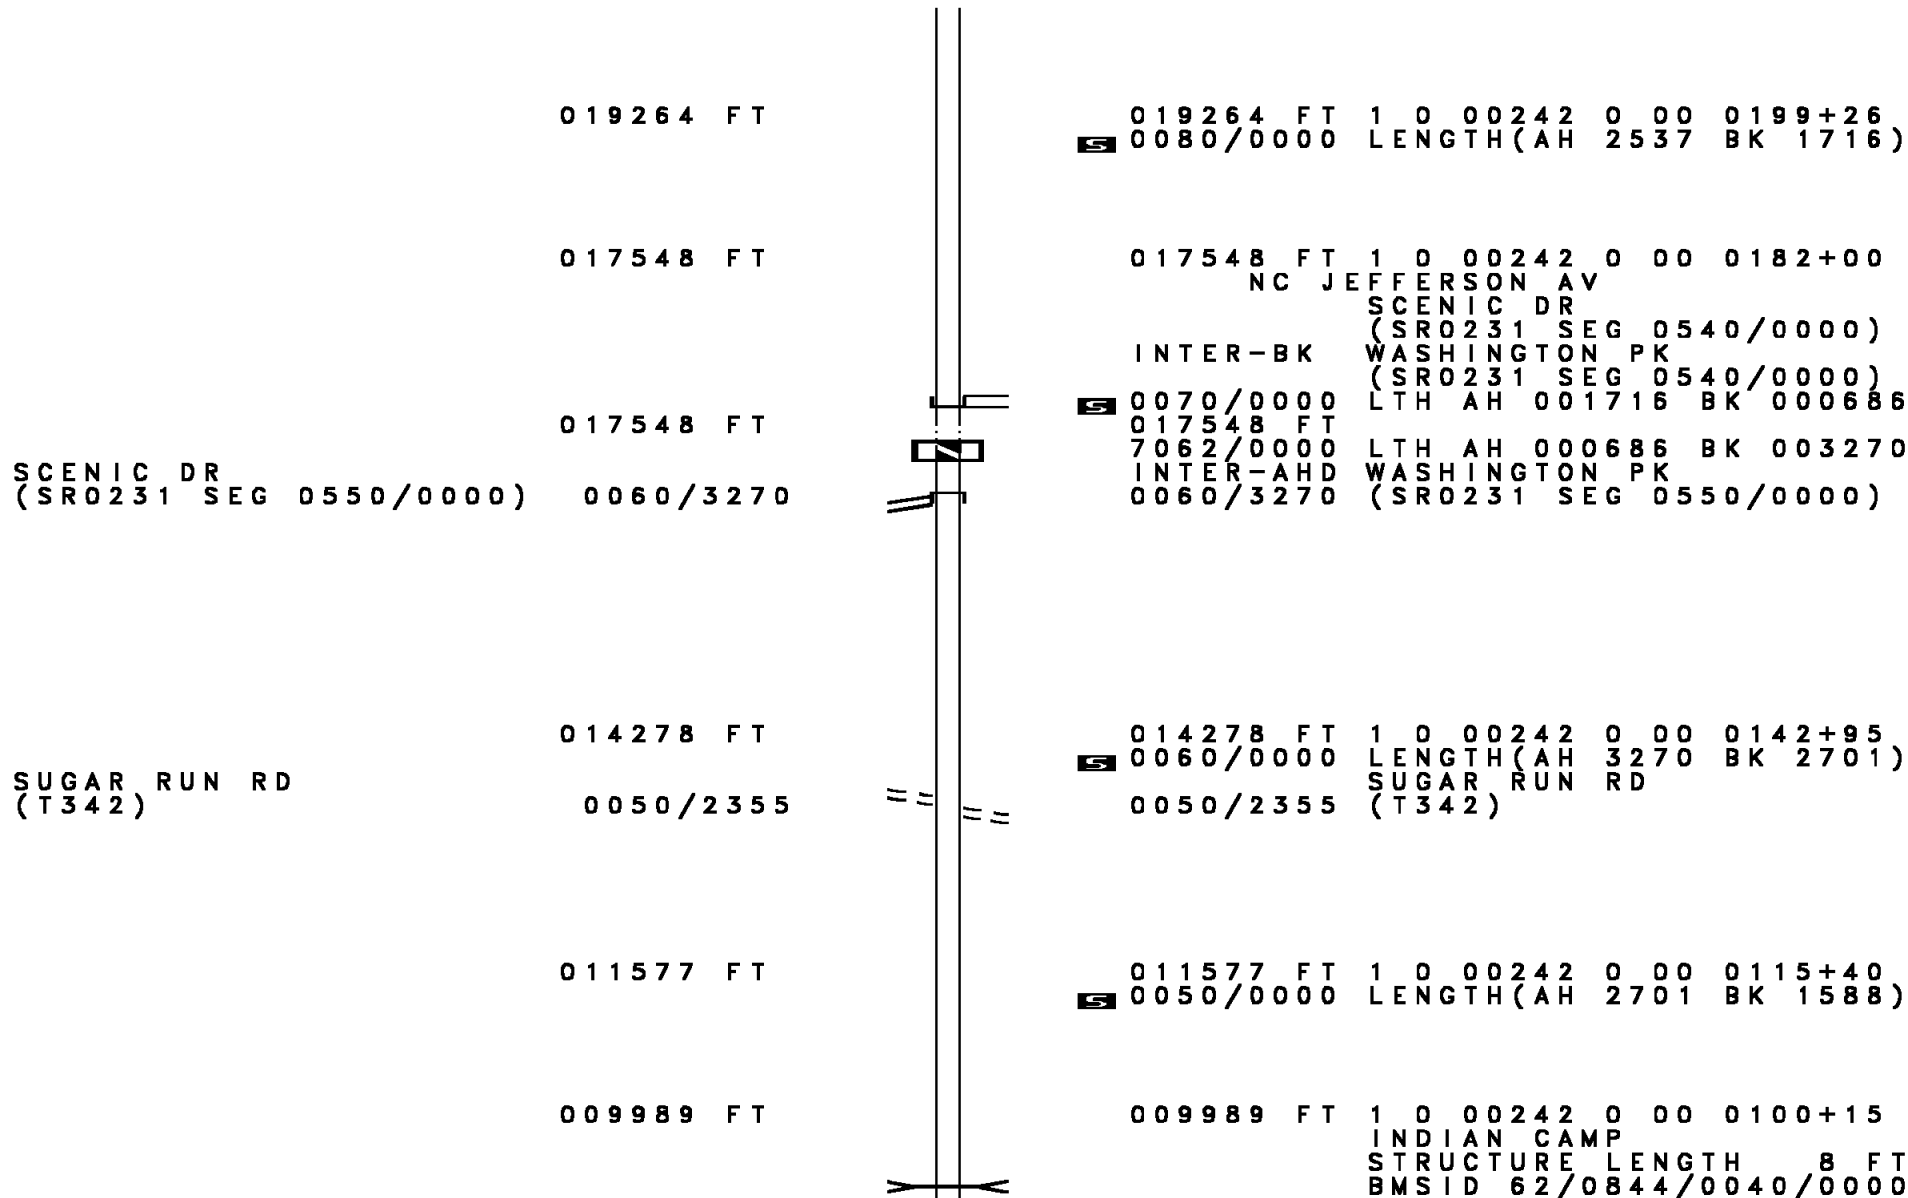 019264 FT 019264 FT 1 0 00242 0 00 0199+26
S 0080/0000 LENGTH(AH 2537 BK 1716)
017548 FT 017548 FT 1 0 00242 0 00 0182+00
NC JEFFERSON AV
SCENIC DR
(SR0231 SEG 0540/0000)
INTER-BK WASHINGTON PK
(SR0231 SEG 0540/0000)
S 0070/0000 LTH AH 001716 BK 000686
017548 FT 017548 FT
7062/0000 LTH AH 000686 BK 003270
SCENIC DR INTER-AHD WASHINGTON PK
(SR0231 SEG 0550/0000) 0060/3270 0060/3270 (SR0231 SEG 0550/0000)
014278 FT 014278 FT 1 0 00242 0 00 0142+95
S 0060/0000 LENGTH(AH 3270 BK 2701)
SUGAR RUN RD SUGAR RUN RD
(T342) 0050/2355 0050/2355 (T342)
011577 FT 011577 FT 1 0 00242 0 00 0115+40
S 0050/0000 LENGTH(AH 2701 BK 1588)
009989 FT 009989 FT 1 0 00242 0 00 0100+15
INDIAN CAMP
STRUCTURE LENGTH 8 FT
BMSID 62/0844/0040/0000